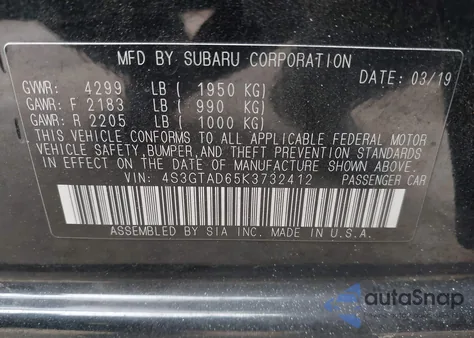 MFD BY SUBARU CORPORATION
DATE: 03/19
GVWR: 4299 LB ( 1950 KG)
GAWR: F 2183 LB ( 990 KG)
GAWR: R 2205 LB ( 1000 KG)
THIS VEHICLE CONFORMS TO ALL APPLICABLE FEDERAL MOTOR
VEHICLE SAFETY, BUMPER, AND THEFT PREVENTION STANDARDS
IN EFFECT ON THE DATE OF MANUFACTURE SHOWN ABOVE.
VIN: 4S3GTAD65K3732412 PASSENGER CAR
ASSEMBLED BY SIA INC. MADE IN U.S.A.
autoSnap